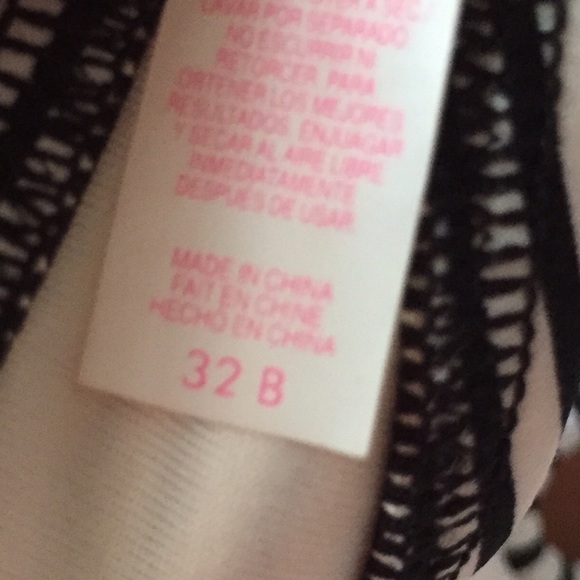 LAVAR POR SEPARADO.
NO ESCURRIR NI
RETORCER. PARA
OBTENER LOS MEJORES
RESULTADOS, ENJUAGAR
Y SECAR AL AIRE LIBRE
INMEDIATAMENTE
DESPUÉS DE USAR.
MADE IN CHINA
FAIT EN CHINE
HECHO EN CHINA
32 B